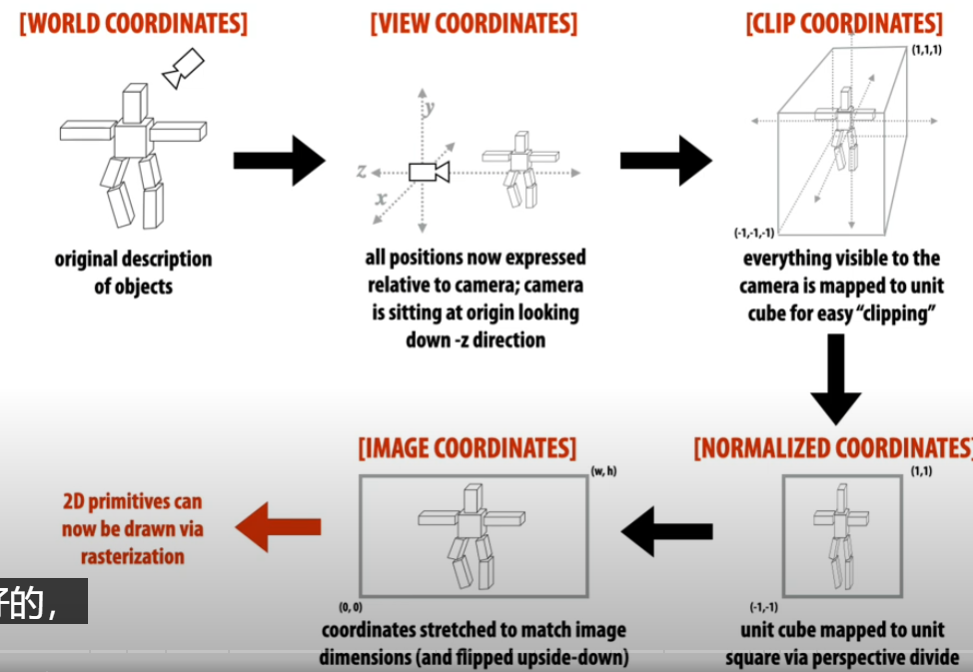 [WORLD COORDINATES]
original description
of objects
[VIEW COORDINATES]
y
z
x
all positions now expressed
relative to camera; camera
is sitting at origin looking
down -z direction
[CLIP COORDINATES]
(1,1,1)
(-1,-1,-1)
everything visible to the
camera is mapped to unit
cube for easy “clipping”
[NORMALIZED COORDINATES]
(1,1)
(-1,-1)
unit cube mapped to unit
square via perspective divide
[IMAGE COORDINATES]
(w, h)
(0, 0)
coordinates stretched to match image
dimensions (and flipped upside-down)
2D primitives can
now be drawn via
rasterization
好的，